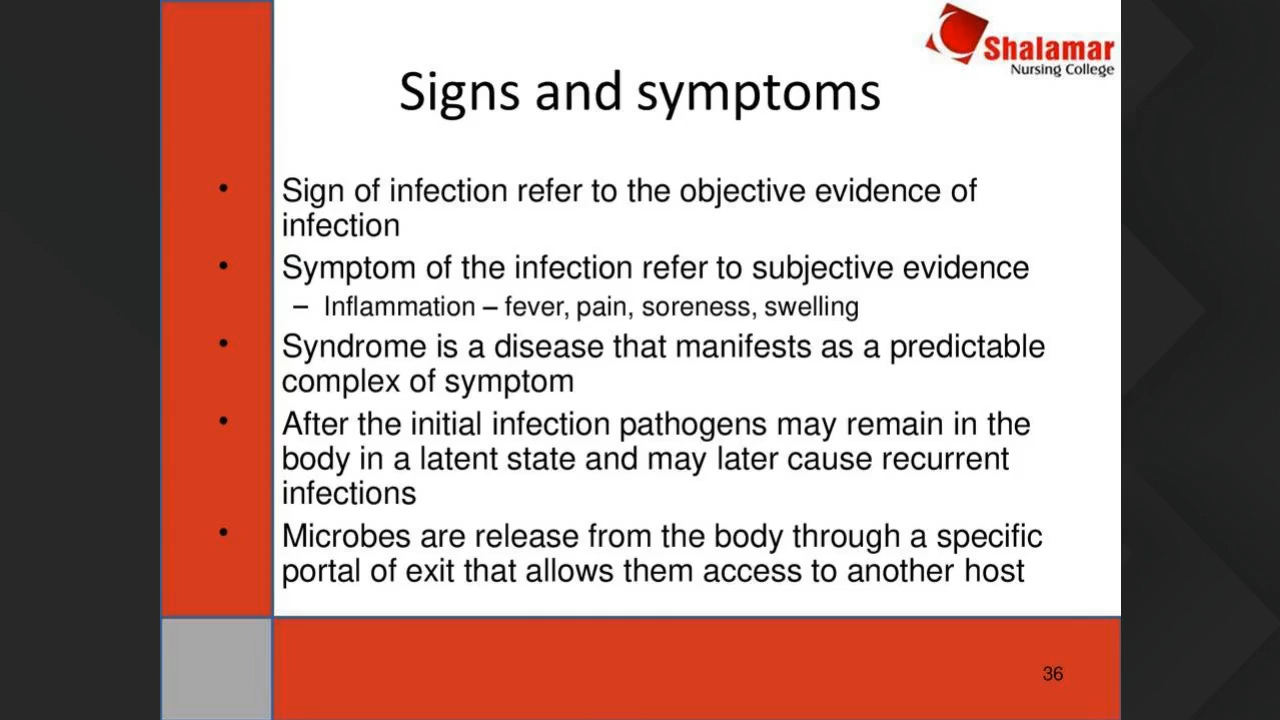 Shalamar
Nursing College
Signs and symptoms
• Sign of infection refer to the objective evidence of
infection
• Symptom of the infection refer to subjective evidence
– Inflammation – fever, pain, soreness, swelling
• Syndrome is a disease that manifests as a predictable
complex of symptom
• After the initial infection pathogens may remain in the
body in a latent state and may later cause recurrent
infections
• Microbes are release from the body through a specific
portal of exit that allows them access to another host
36